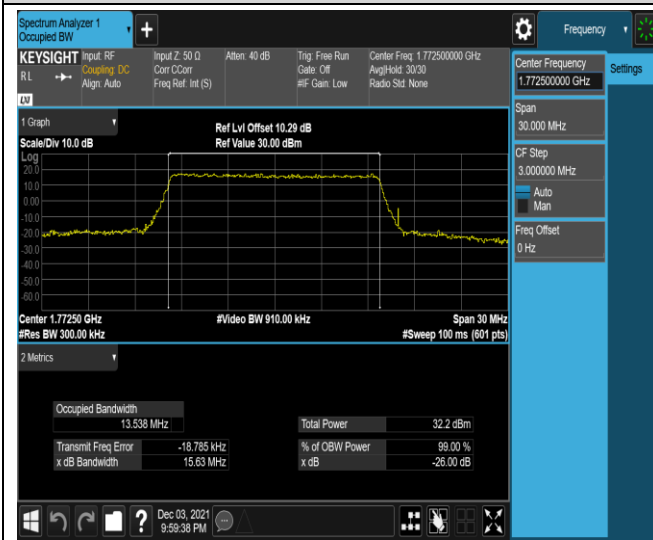 Spectrum Analyzer 1
Occupied BW
+
Frequency
KEYSIGHT
Input: RF
Input Z: 50 Ω
Atten: 40 dB
Trig: Free Run
Center Freq: 1.772500000 GHz
RL
Coupling: DC
Corr CCorr
Gate: Off
Avg|Hold: 30/30
Align: Auto
Freq Ref: Int (S)
#IF Gain: Low
Radio Std: None
LXI
Center Frequency
1.772500000 GHz
Settings
Span
30.000 MHz
CF Step
3.000000 MHz
Auto
Man
Freq Offset
0 Hz
1 Graph
Ref Lvl Offset 10.29 dB
Scale/Div 10.0 dB
Ref Value 30.00 dBm
Log
20.0
10.0
0.00
-10.0
-20.0
-30.0
-40.0
-50.0
-60.0
Center 1.77250 GHz
#Video BW 910.00 kHz
Span 30 MHz
#Res BW 300.00 kHz
#Sweep 100 ms (601 pts)
2 Metrics
Occupied Bandwidth
13.538 MHz
Total Power
32.2 dBm
Transmit Freq Error
-18.785 kHz
% of OBW Power
99.00 %
x dB Bandwidth
15.63 MHz
x dB
-26.00 dB
?
Dec 03, 2021
9:59:38 PM